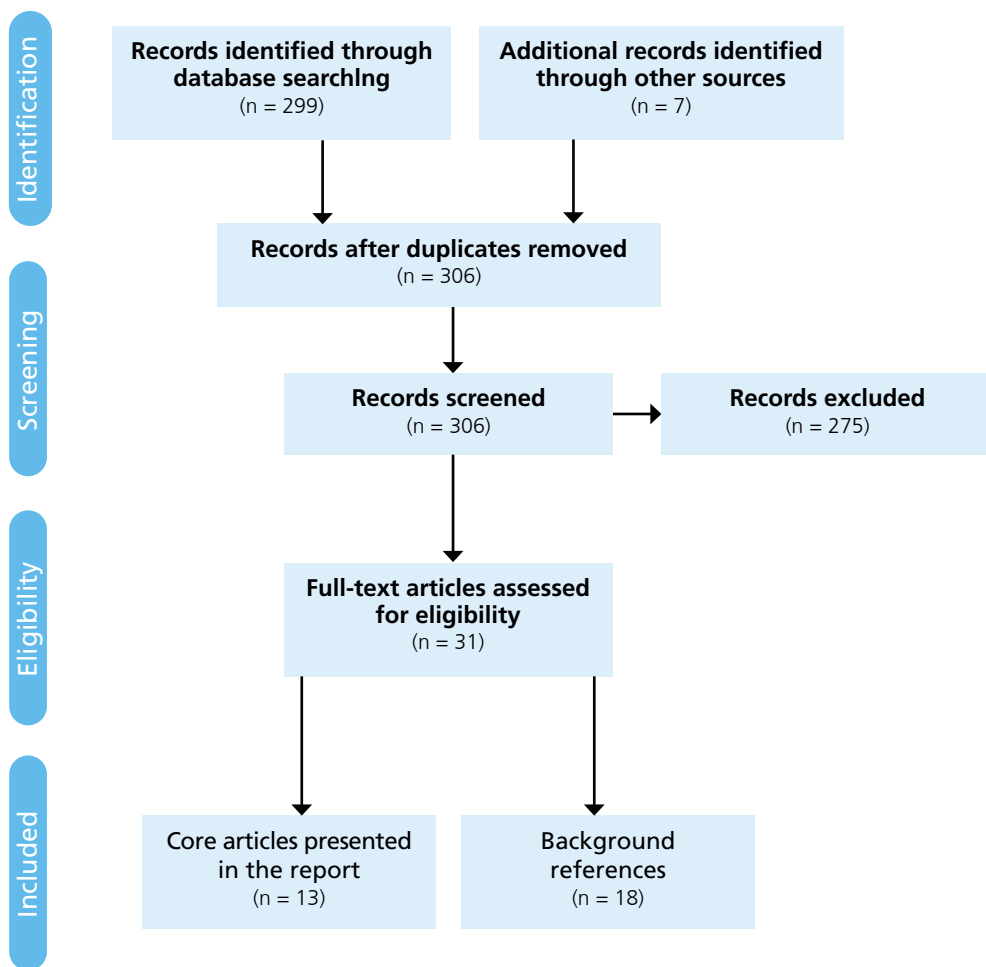 Identification
Records identified through
database searchlng
(n = 299)
Additional records identified
through other sources
(n = 7)
Records after duplicates removed
(n = 306)
Screening
Records screened
(n = 306)
Records excluded
(n = 275)
Eligibility
Full-text articles assessed
for eligibility
(n = 31)
Included
Core articles presented
in the report
(n = 13)
Background
references
(n = 18)